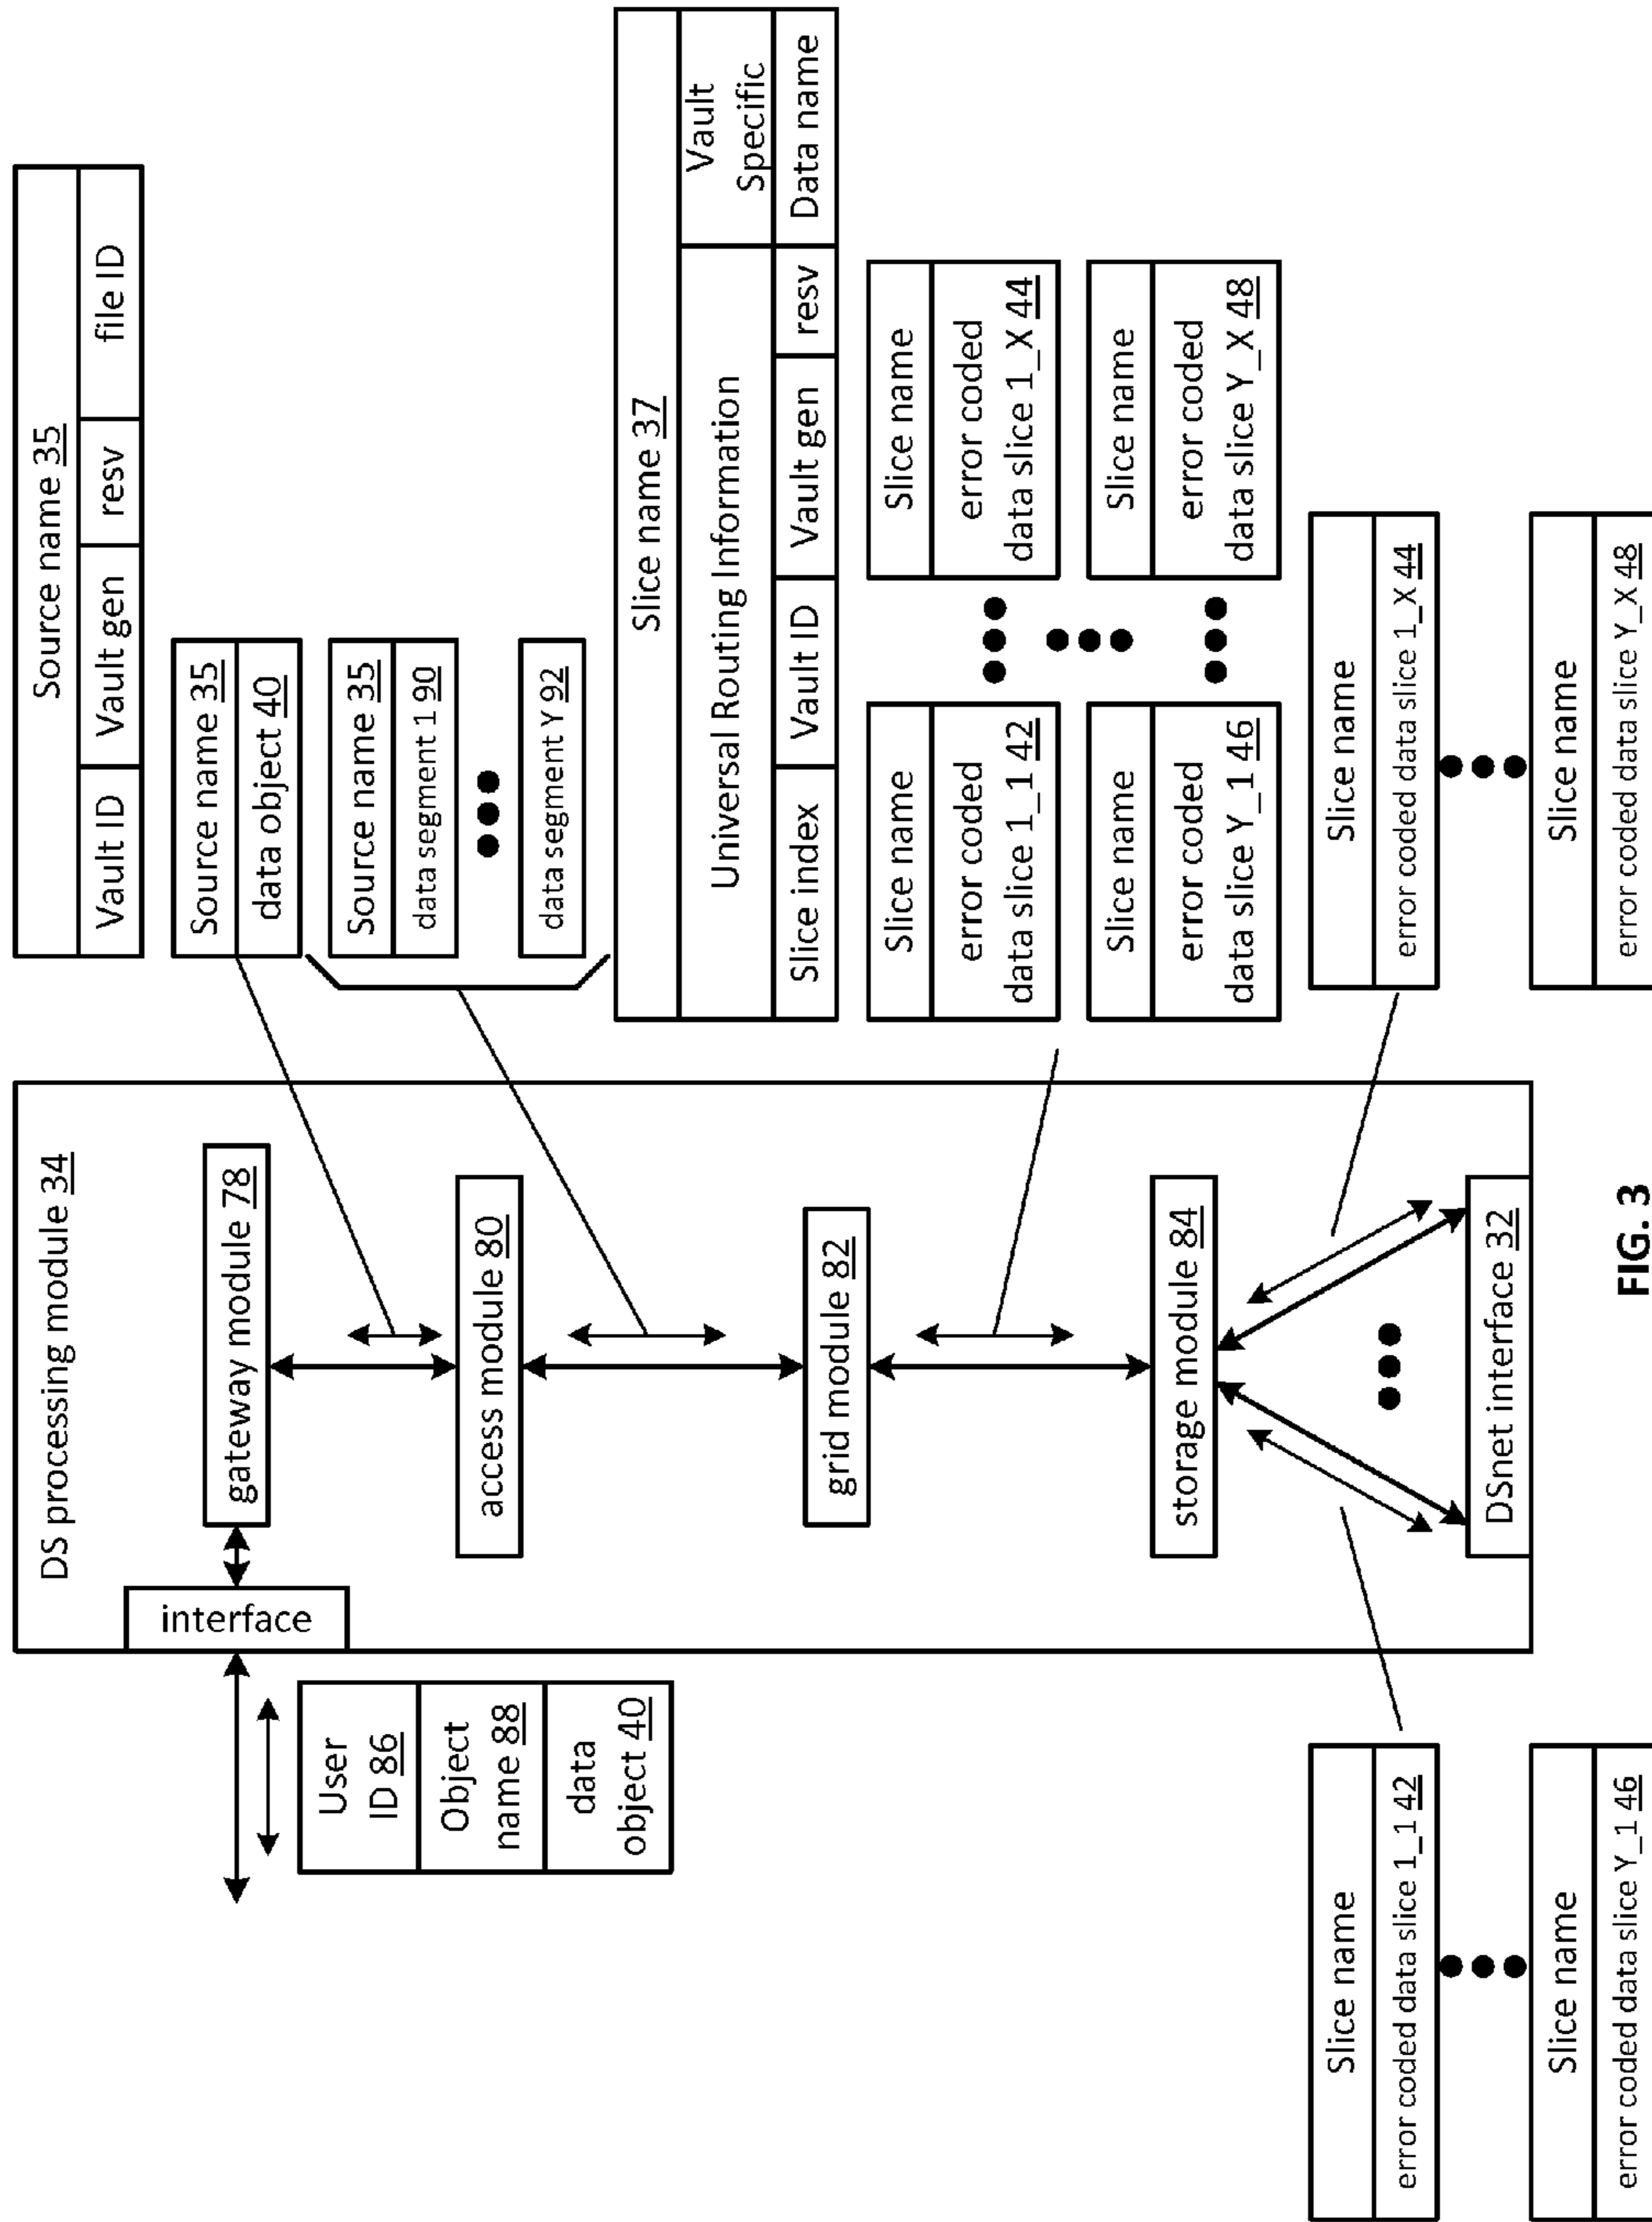 DS processing module 34
interface
gateway module 78
access module 80
grid module 82
storage module 84
DSnet interface 32
User
ID 86
Object
name 88
data
object 40
Source name 35
Vault ID
Vault gen
resv
file ID
Source name 35
data object 40
Source name 35
data segment 1 90
data segment Y 92
Slice name 37
Universal Routing Information
Vault
Specific
Slice index
Vault ID
Vault gen
resv
Data name
Slice name
error coded
data slice 1_1 42
Slice name
error coded
data slice 1_X 44
Slice name
error coded
data slice Y_1 46
Slice name
error coded
data slice Y_X 48
Slice name
error coded data slice 1_1 42
Slice name
error coded data slice Y_1 46
Slice name
error coded data slice 1_X 44
Slice name
error coded data slice Y_X 48
FIG. 3